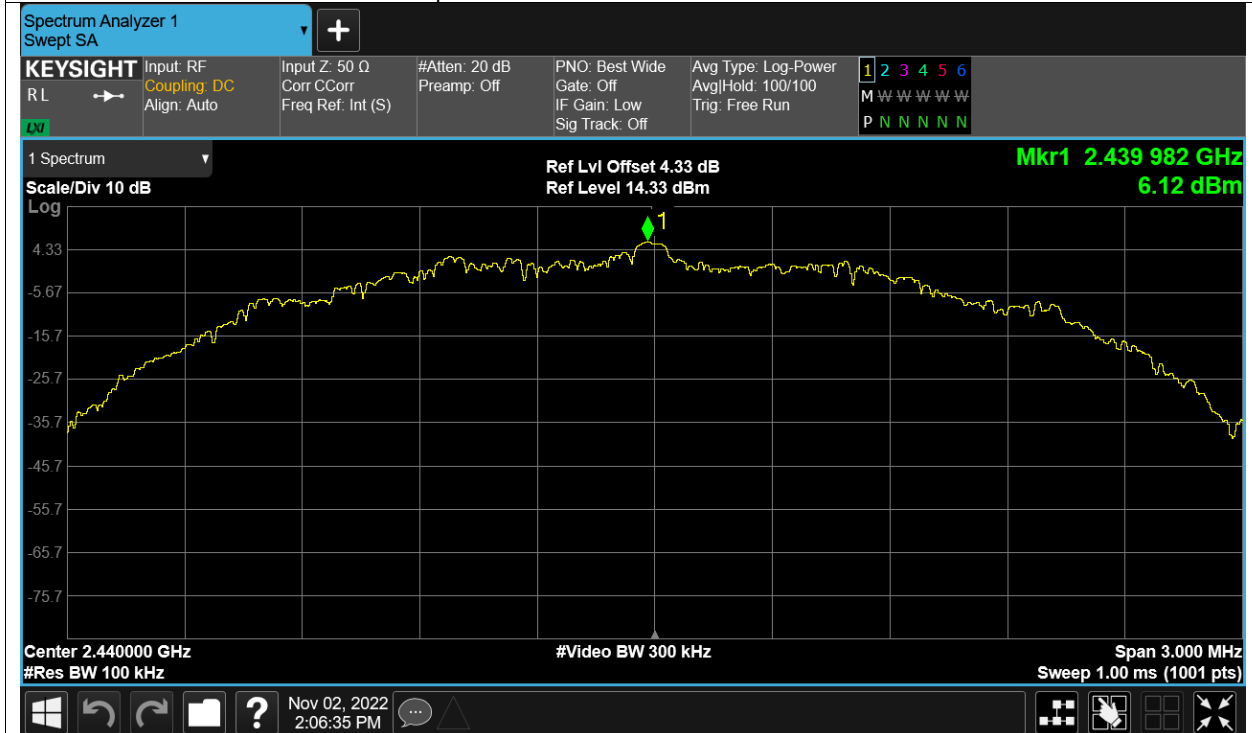 Spectrum Analyzer 1
Swept SA
KEYSIGHT
R L
LXI
Input: RF
Coupling: DC
Align: Auto
Input Z: 50 Ω
Corr CCorr
Freq Ref: Int (S)
#Atten: 20 dB
Preamp: Off
PNO: Best Wide
Gate: Off
IF Gain: Low
Sig Track: Off
Avg Type: Log-Power
Avg|Hold: 100/100
Trig: Free Run
1 2 3 4 5 6
M W W W W W
P N N N N N
1 Spectrum
Scale/Div 10 dB
Log
Ref Lvl Offset 4.33 dB
Ref Level 14.33 dBm
Mkr1 2.439 982 GHz
6.12 dBm
1
4.33
-5.67
-15.7
-25.7
-35.7
-45.7
-55.7
-65.7
-75.7
Center 2.440000 GHz
#Res BW 100 kHz
#Video BW 300 kHz
Span 3.000 MHz
Sweep 1.00 ms (1001 pts)
?
Nov 02, 2022
2:06:35 PM